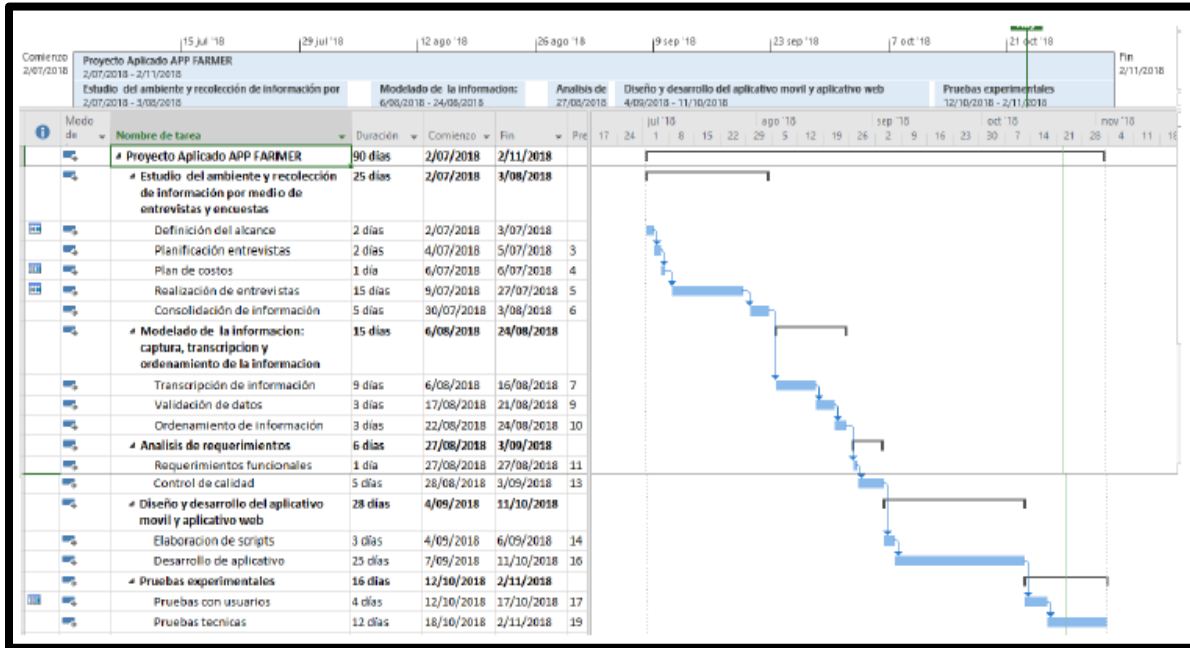 15 jul '18 29 jul '18 12 ago '18 26 ago '18 9 sep '18 23 sep '18 7 oct '18 21 oct '18
Comienzo
2/07/2018
Proyecto Aplicado APP FARMER
2/07/2018 - 2/11/2018
Fin
2/11/2018
Estudio del ambiente y recolección de información por
2/07/2018 - 3/08/2018
Modelado de la informacion:
6/08/2018 - 24/08/2018
Analisis de
27/08/2018
Diseño y desarrollo del aplicativo movil y aplicativo web
4/09/2018 - 11/10/2018
Pruebas experimentales
12/10/2018 - 2/11/2018
Modo
de Nombre de tarea Duración Comienzo Fin Pre
jul '18 ago '18 sep '18 oct '18 nov '18
17 24 1 8 15 22 29 5 12 19 26 2 9 16 23 30 7 14 21 28 4 11 18
Proyecto Aplicado APP FARMER 90 días 2/07/2018 2/11/2018
Estudio del ambiente y recolección 25 días 2/07/2018 3/08/2018
de información por medio de
entrevistas y encuestas
Definición del alcance 2 días 2/07/2018 3/07/2018
Planificación entrevistas 2 días 4/07/2018 5/07/2018 3
Plan de costos 1 día 6/07/2018 6/07/2018 4
Realización de entrevistas 15 días 9/07/2018 27/07/2018 5
Consolidación de información 5 días 30/07/2018 3/08/2018 6
Modelado de la informacion: 15 días 6/08/2018 24/08/2018
captura, transcripcion y
ordenamiento de la informacion
Transcripción de información 9 días 6/08/2018 16/08/2018 7
Validación de datos 3 días 17/08/2018 21/08/2018 9
Ordenamiento de información 3 días 22/08/2018 24/08/2018 10
Analisis de requerimientos 6 días 27/08/2018 3/09/2018
Requerimientos funcionales 1 día 27/08/2018 27/08/2018 11
Control de calidad 5 días 28/08/2018 3/09/2018 13
Diseño y desarrollo del aplicativo 28 días 4/09/2018 11/10/2018
movil y aplicativo web
Elaboracion de scripts 3 días 4/09/2018 6/09/2018 14
Desarrollo de aplicativo 25 días 7/09/2018 11/10/2018 16
Pruebas experimentales 16 días 12/10/2018 2/11/2018
Pruebas con usuarios 4 días 12/10/2018 17/10/2018 17
Pruebas tecnicas 12 días 18/10/2018 2/11/2018 19